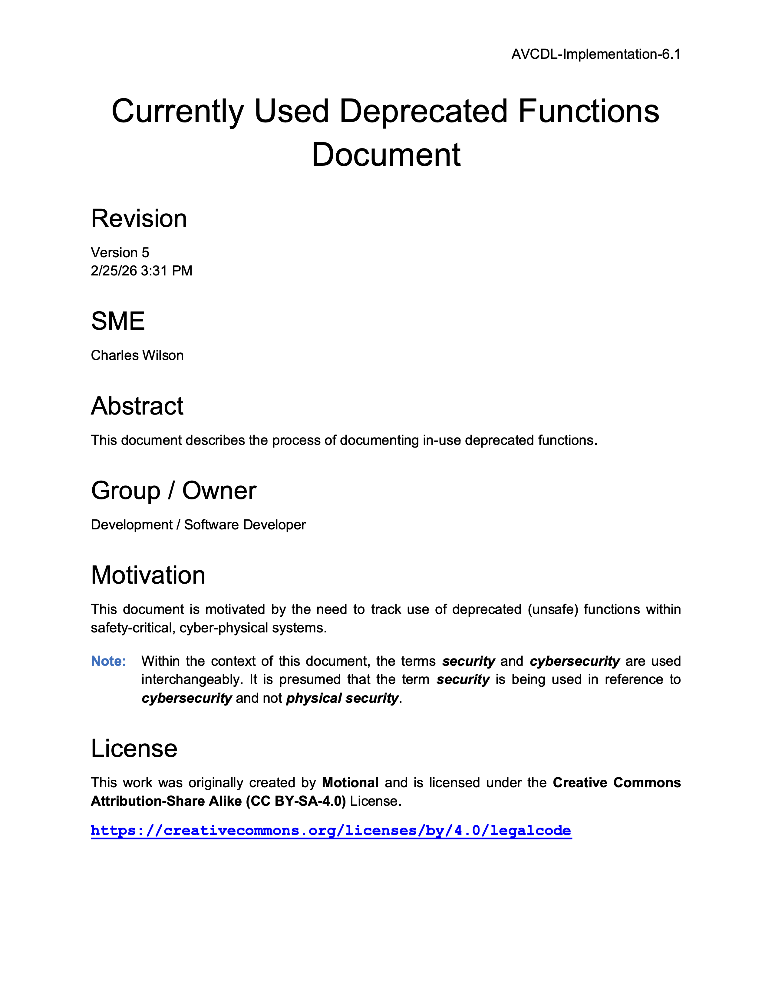 AVCDL-Implementation-6.1
Currently Used Deprecated Functions
Document
Revision
Version 5
2/25/26 3:31 PM
SME
Charles Wilson
Abstract
This document describes the process of documenting in-use deprecated functions.
Group / Owner
Development / Software Developer
Motivation
This document is motivated by the need to track use of deprecated (unsafe) functions within
safety-critical, cyber-physical systems.
Note: Within the context of this document, the terms security and cybersecurity are used
interchangeably. It is presumed that the term security is being used in reference to
cybersecurity and not physical security.
License
This work was originally created by Motional and is licensed under the Creative Commons
Attribution-Share Alike (CC BY-SA-4.0) License.
https://creativecommons.org/licenses/by/4.0/legalcode